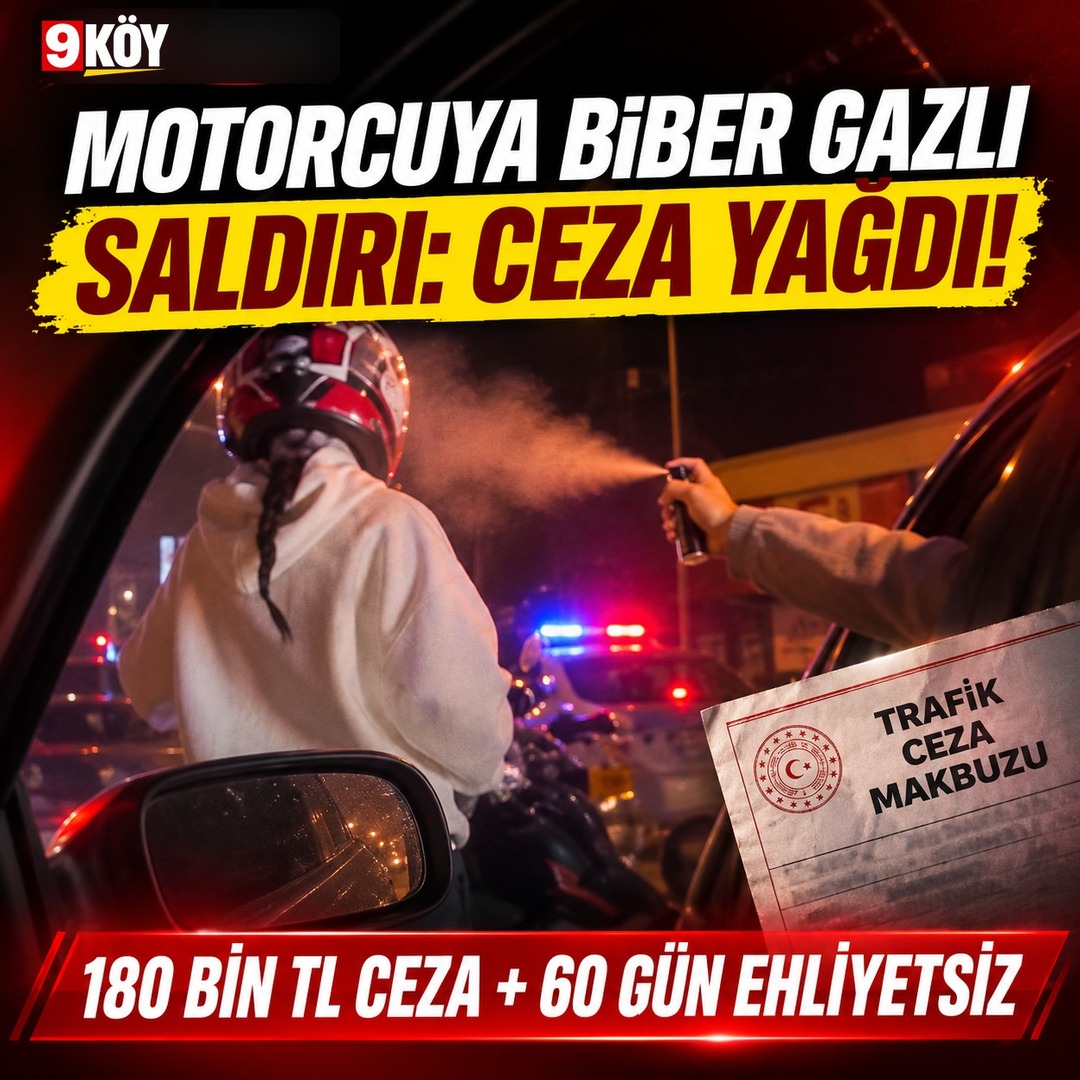 9KÖY
MOTORCUYA BİBER GAZLI
SALDIRI: CEZA YAĞDI!
TRAFİK
CEZA
MAKBUZU
180 BİN TL CEZA + 60 GÜN EHLİYETSİZ